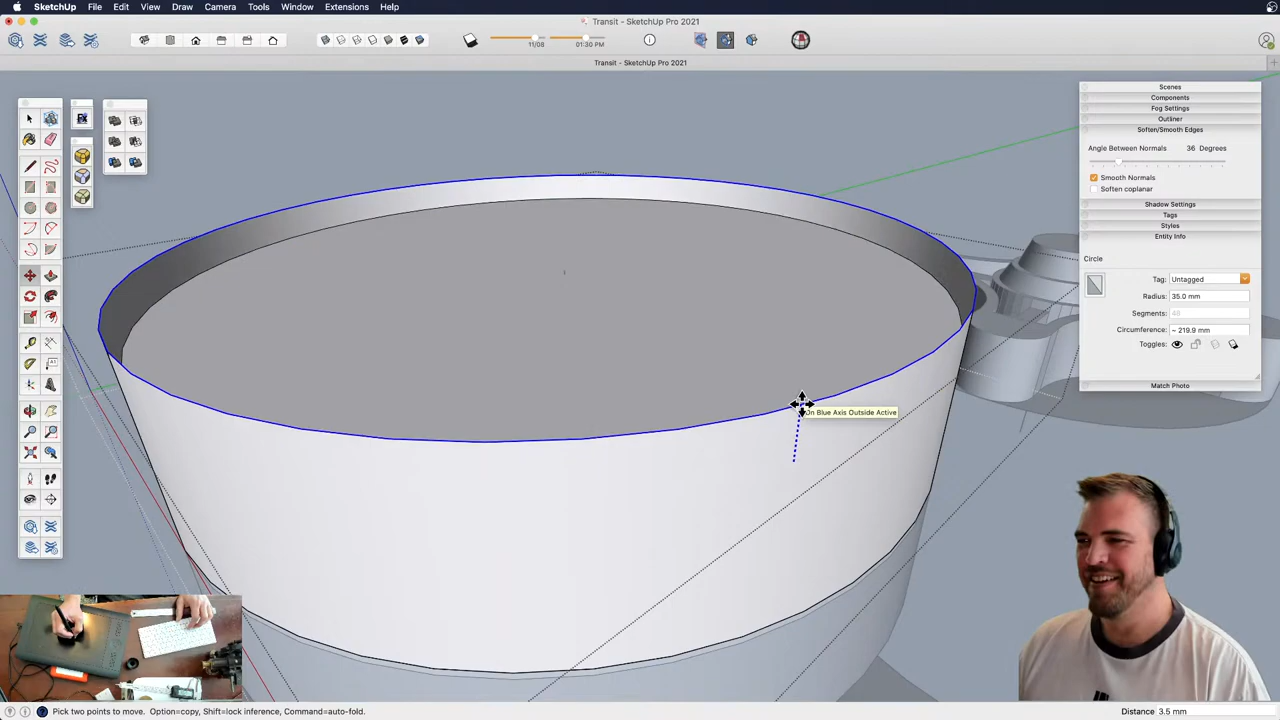 SketchUp File Edit View Draw Camera Tools Window Extensions Help
Transit - SketchUp Pro 2021
11/08
01:30 PM
Transit - SketchUp Pro 2021
Scenes
Components
Fog Settings
Outliner
Soften/Smooth Edges
Angle Between Normals 36 Degrees
Smooth Normals
Soften coplanar
Shadow Settings
Tags
Styles
Entity Info
Circle
Tag: Untagged
Radius: 35.0 mm
Segments: 48
Circumference: ~ 219.9 mm
Toggles:
Match Photo
On Blue Axis Outside Active
Pick two points to move. Option=copy, Shift=lock inference, Command=auto-fold.
Distance 3.5 mm